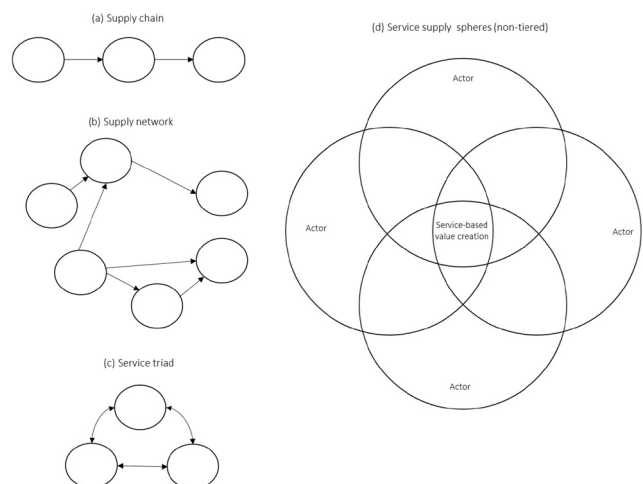 (a) Supply chain
(b) Supply network
(c) Service triad
(d) Service supply spheres (non-tiered)
Actor
Actor
Service-based
value creation
Actor
Actor